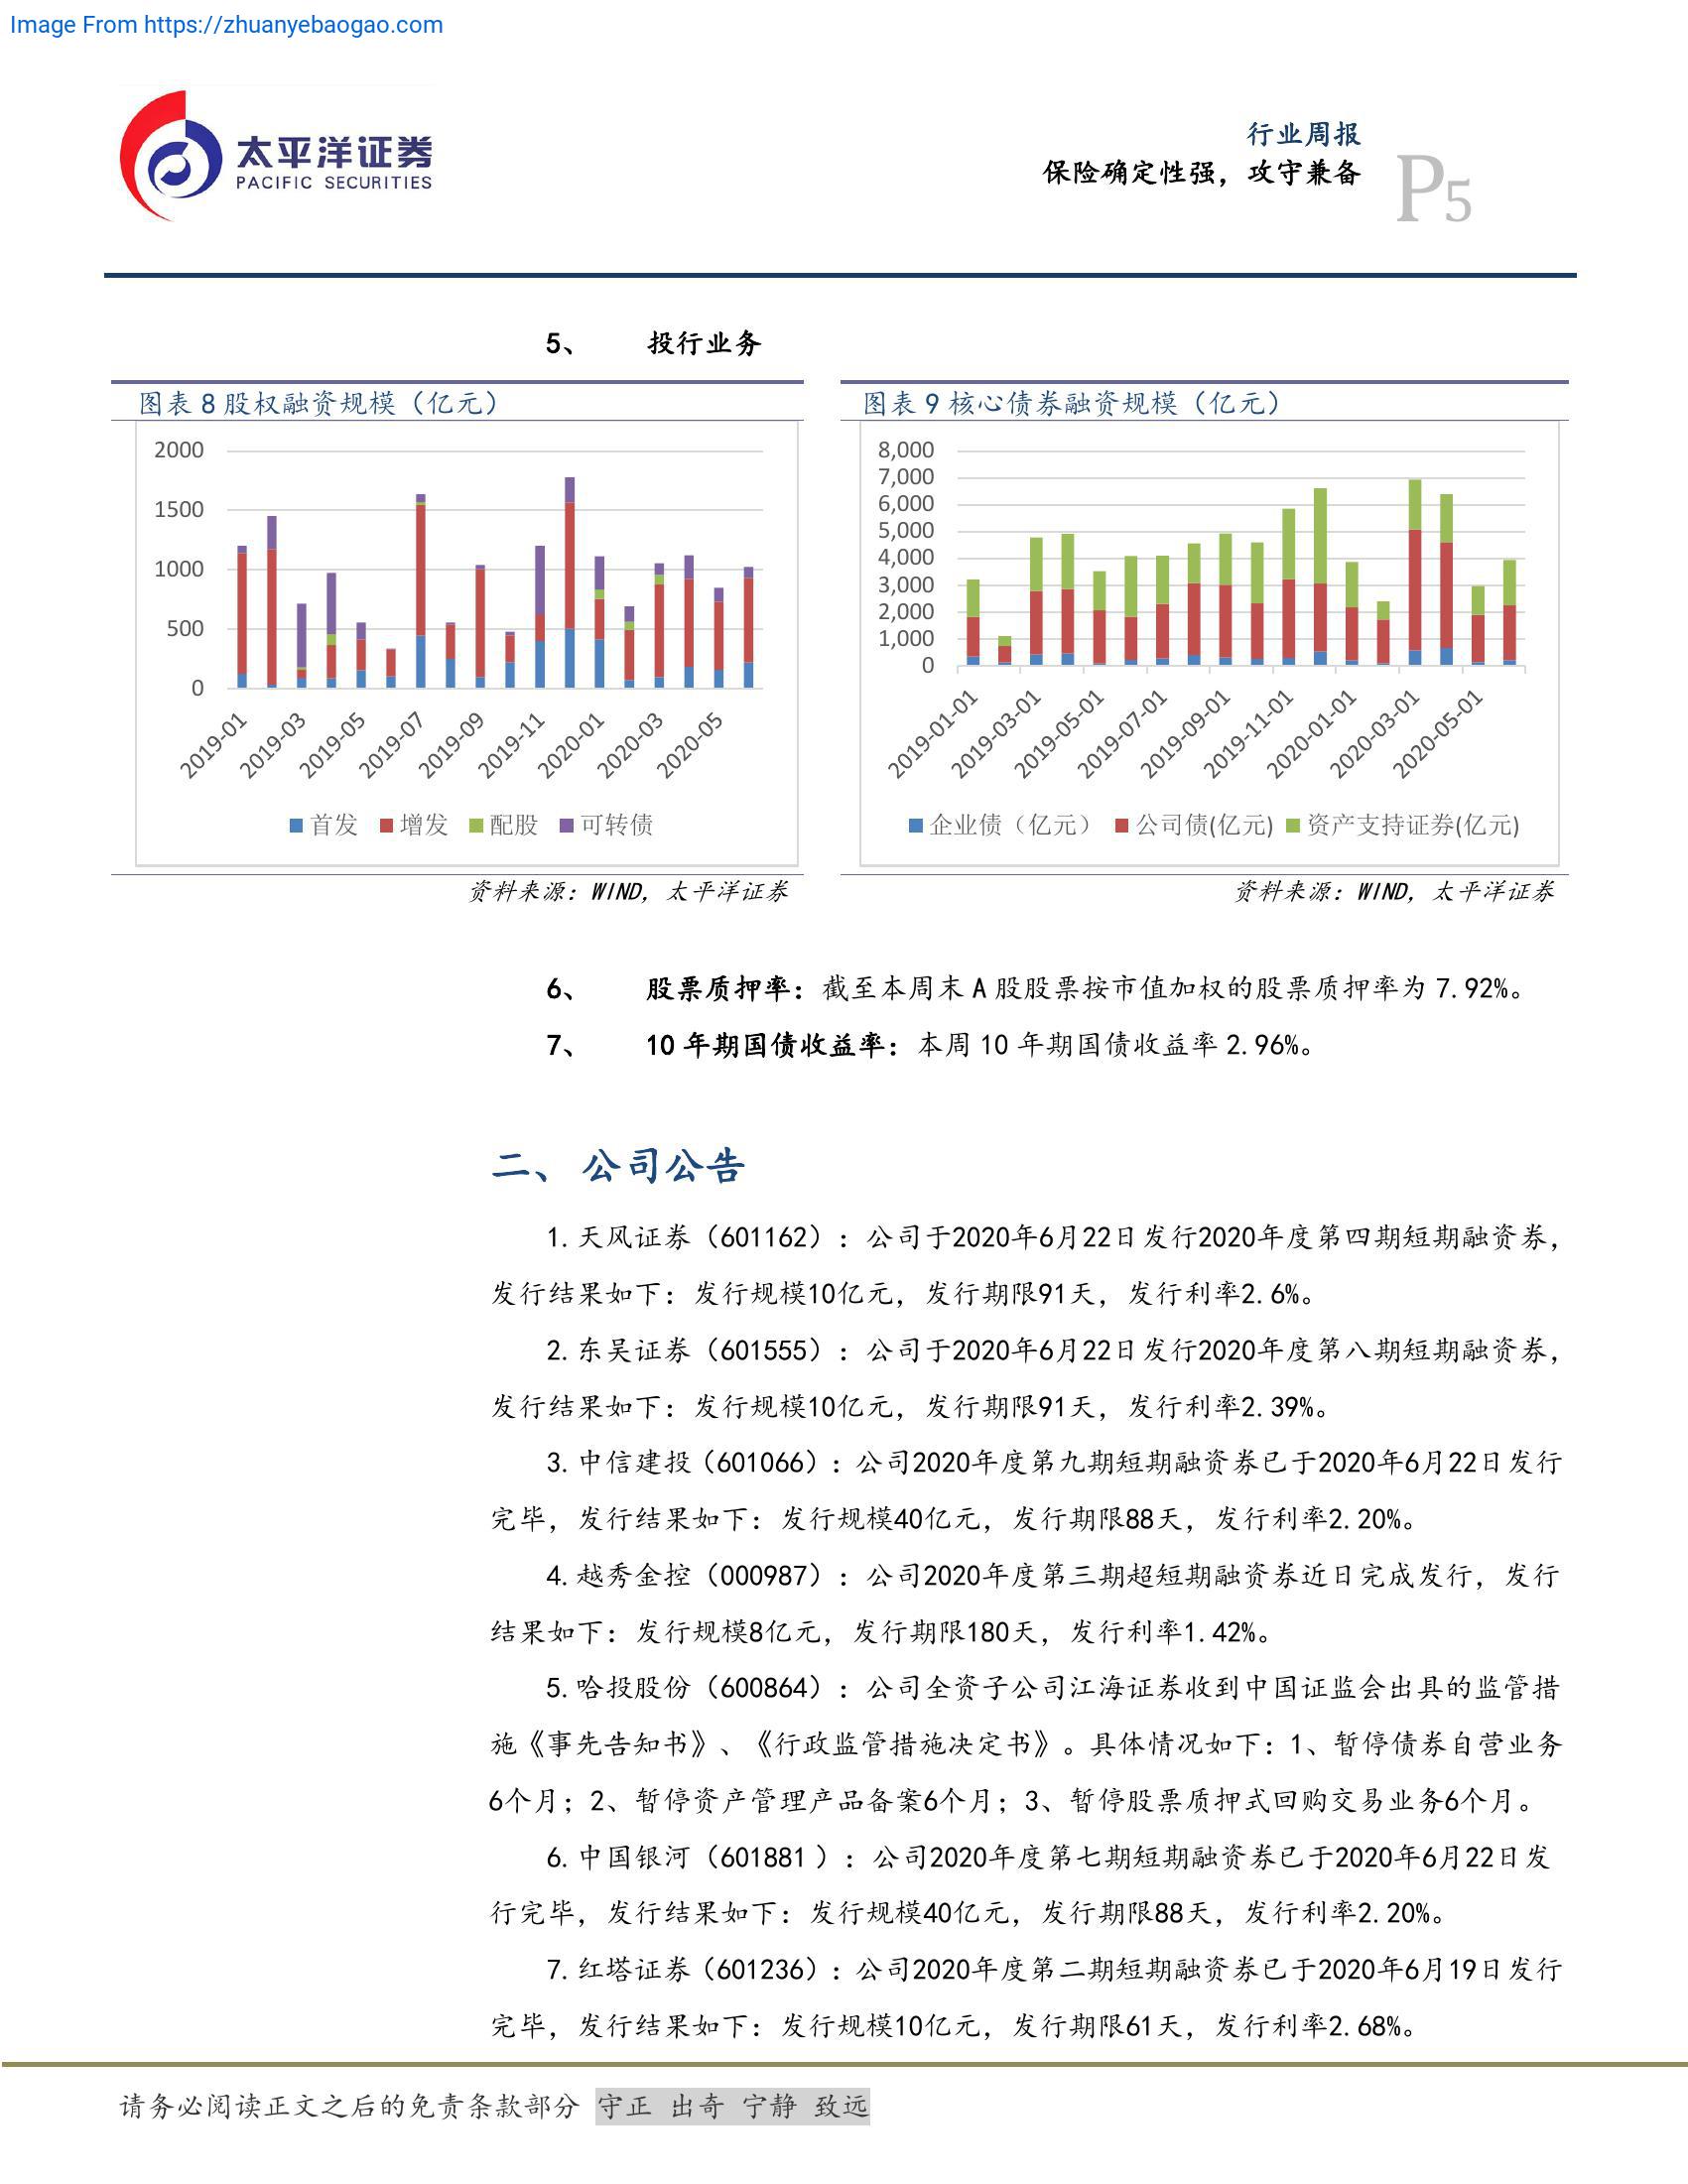 Image From https://zhuanyebaogao.com
太平洋证券
PACIFIC SECURITIES
行业周报
保险确定性强，攻守兼备
P5
5、 投行业务
图表 8 股权融资规模（亿元）
2000
1500
1000
500
0
2019-01
2019-03
2019-05
2019-07
2019-09
2019-11
2020-01
2020-03
2020-05
首发 增发 配股 可转债
资料来源：WIND，太平洋证券
图表 9 核心债券融资规模（亿元）
8,000
7,000
6,000
5,000
4,000
3,000
2,000
1,000
0
2019-01-01
2019-03-01
2019-05-01
2019-07-01
2019-09-01
2019-11-01
2020-01-01
2020-03-01
2020-05-01
企业债（亿元） 公司债(亿元) 资产支持证券(亿元)
资料来源：WIND，太平洋证券
6、 股票质押率：截至本周末 A 股股票按市值加权的股票质押率为 7.92%。
7、 10 年期国债收益率：本周 10 年期国债收益率 2.96%。
二、 公司公告
1.天风证券（601162）：公司于2020年6月22日发行2020年度第四期短期融资券，
发行结果如下：发行规模10亿元，发行期限91天，发行利率2.6%。
2.东吴证券（601555）：公司于2020年6月22日发行2020年度第八期短期融资券，
发行结果如下：发行规模10亿元，发行期限91天，发行利率2.39%。
3.中信建投（601066）：公司2020年度第九期短期融资券已于2020年6月22日发行
完毕，发行结果如下：发行规模40亿元，发行期限88天，发行利率2.20%。
4.越秀金控（000987）：公司2020年度第三期超短期融资券近日完成发行，发行
结果如下：发行规模8亿元，发行期限180天，发行利率1.42%。
5.哈投股份（600864）：公司全资子公司江海证券收到中国证监会出具的监管措
施《事先告知书》、《行政监管措施决定书》。具体情况如下：1、暂停债券自营业务
6个月；2、暂停资产管理产品备案6个月；3、暂停股票质押式回购交易业务6个月。
6.中国银河（601881 ）：公司2020年度第七期短期融资券已于2020年6月22日发
行完毕，发行结果如下：发行规模40亿元，发行期限88天，发行利率2.20%。
7.红塔证券（601236）：公司2020年度第二期短期融资券已于2020年6月19日发行
完毕，发行结果如下：发行规模10亿元，发行期限61天，发行利率2.68%。
请务必阅读正文之后的免责条款部分 守正 出奇 宁静 致远